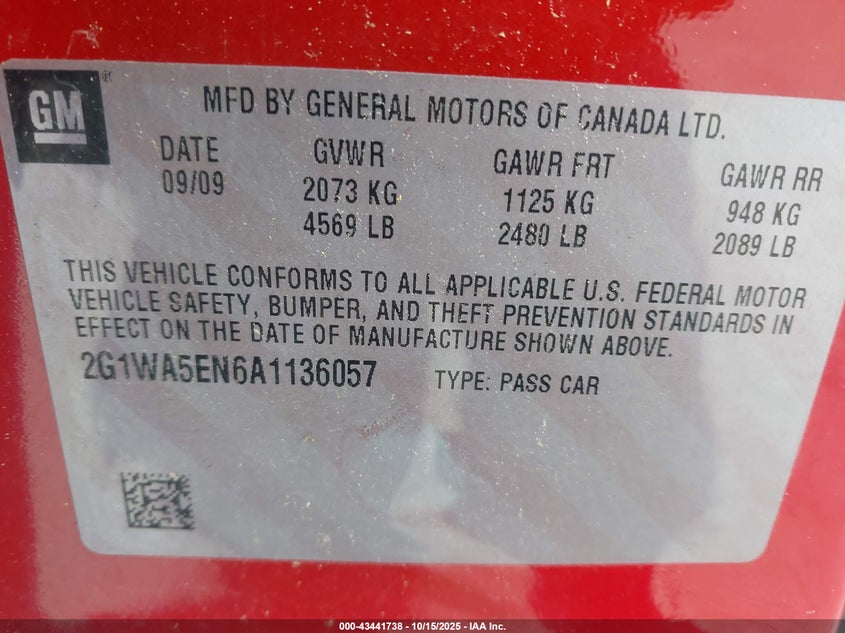 GM ®
MFD BY GENERAL MOTORS OF CANADA LTD.
DATE GVWR GAWR FRT GAWR RR
09/09 2073 KG 1125 KG 948 KG
4569 LB 2480 LB 2089 LB
THIS VEHICLE CONFORMS TO ALL APPLICABLE U.S. FEDERAL MOTOR
VEHICLE SAFETY, BUMPER, AND THEFT PREVENTION STANDARDS IN
EFFECT ON THE DATE OF MANUFACTURE SHOWN ABOVE.
2G1WA5EN6A1136057 TYPE: PASS CAR
000-43441738 - 10/15/2025 - IAA Inc.